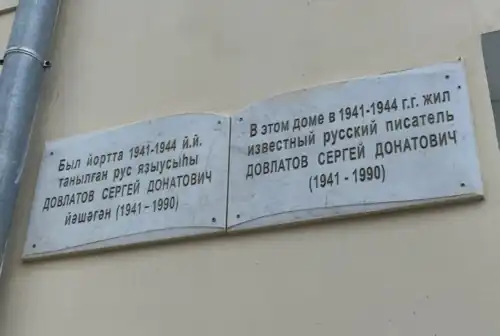 Был йортта 1941-1944 й.й.
танылған рус яҙыусыһы
ДОВЛАТОВ СЕРГЕЙ ДОНАТОВИЧ
йәшәгән (1941 - 1990)
В этом доме в 1941-1944 г.г. жил
известный русский писатель
ДОВЛАТОВ СЕРГЕЙ ДОНАТОВИЧ
(1941 - 1990)